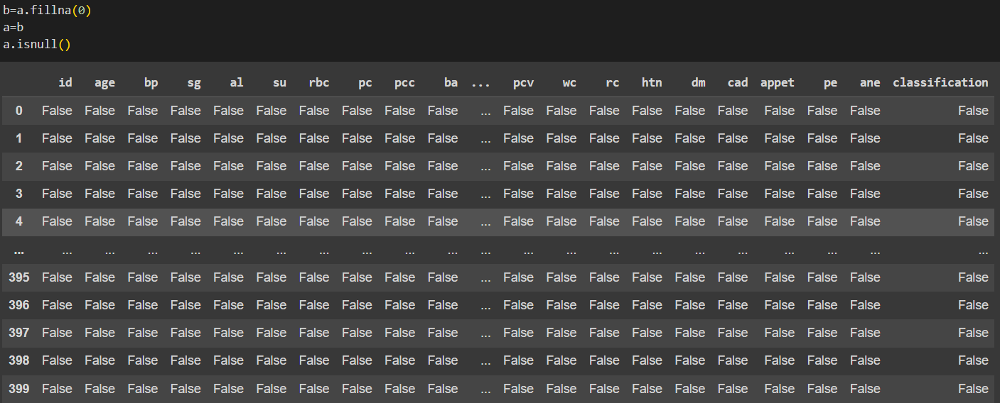 b=a.fillna(0)
a=b
a.isnull()
id age bp sg al su rbc pc pcc ba ... pcv wc rc htn dm cad appet pe ane classification
0 False False False False False False False False False False ... False False False False False False False False False False
1 False False False False False False False False False False ... False False False False False False False False False False
2 False False False False False False False False False False ... False False False False False False False False False False
3 False False False False False False False False False False ... False False False False False False False False False False
4 False False False False False False False False False False ... False False False False False False False False False False
... ... ... ... ... ... ... ... ... ... ... ... ... ... ... ... ... ... ... ... ... ...
395 False False False False False False False False False False ... False False False False False False False False False False
396 False False False False False False False False False False ... False False False False False False False False False False
397 False False False False False False False False False False ... False False False False False False False False False False
398 False False False False False False False False False False ... False False False False False False False False False False
399 False False False False False False False False False False ... False False False False False False False False False False